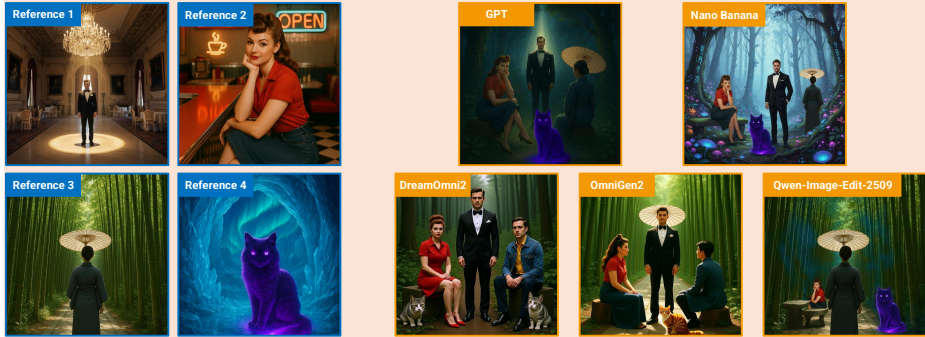 Reference 1
Reference 2
OPEN
GPT
Nano Banana
Reference 3
Reference 4
DreamOmni2
OmniGen2
Qwen-Image-Edit-2509